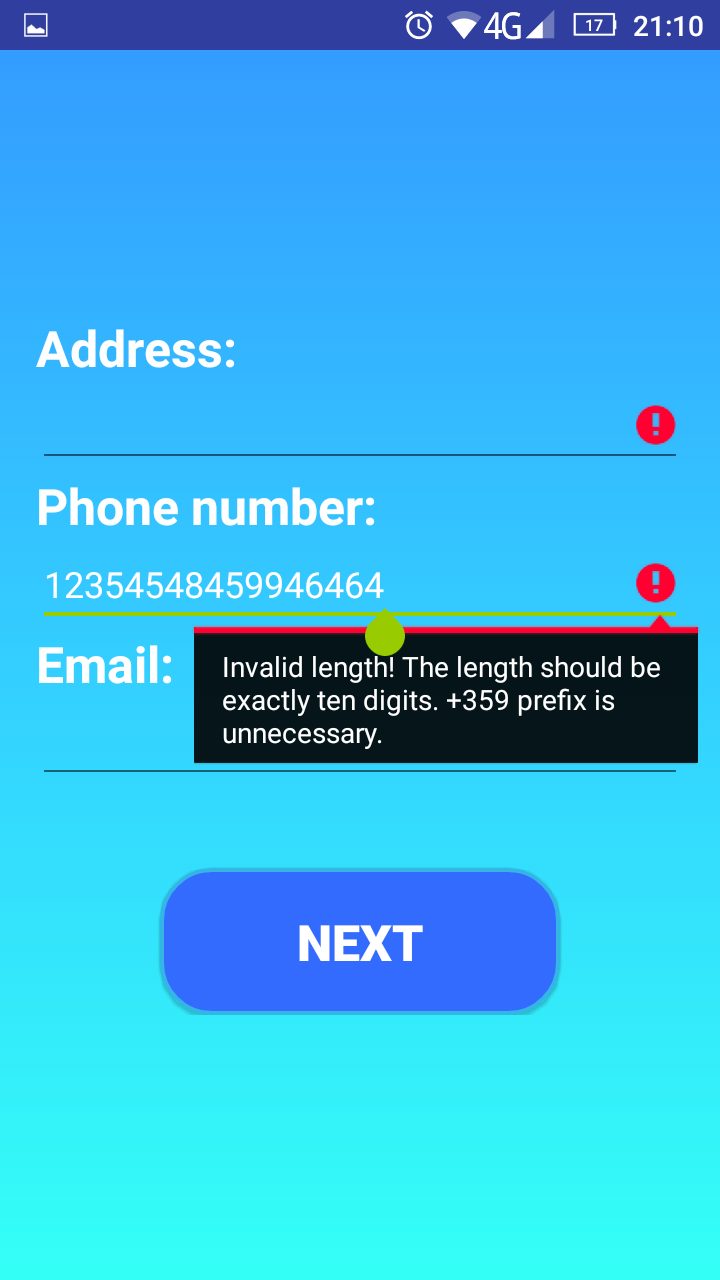 4G 17 21:10
Address:
Phone number:
12354548459946464
Email:
Invalid length! The length should be
exactly ten digits. +359 prefix is
unnecessary.
NEXT